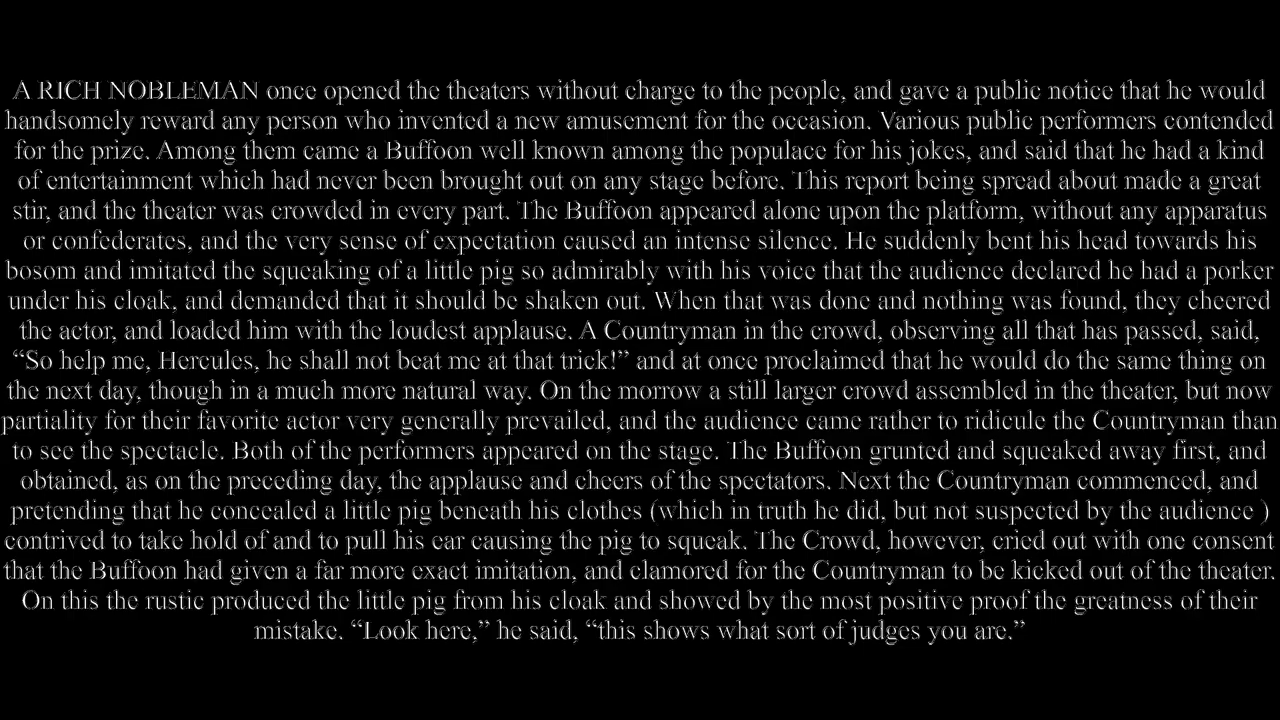 A RICH NOBLEMAN once opened the theaters without charge to the people, and gave a public notice that he would
handsomely reward any person who invented a new amusement for the occasion. Various public performers contended
for the prize. Among them came a Buffoon well known among the populace for his jokes, and said that he had a kind
of entertainment which had never been brought out on any stage before. This report being spread about made a great
stir, and the theater was crowded in every part. The Buffoon appeared alone upon the platform, without any apparatus
or confederates, and the very sense of expectation caused an intense silence. He suddenly bent his head towards his
bosom and imitated the squeaking of a little pig so admirably with his voice that the audience declared he had a porker
under his cloak, and demanded that it should be shaken out. When that was done and nothing was found, they cheered
the actor, and loaded him with the loudest applause. A Countryman in the crowd, observing all that has passed, said,
“So help me, Hercules, he shall not beat me at that trick!” and at once proclaimed that he would do the same thing on
the next day, though in a much more natural way. On the morrow a still larger crowd assembled in the theater, but now
partiality for their favorite actor very generally prevailed, and the audience came rather to ridicule the Countryman than
to see the spectacle. Both of the performers appeared on the stage. The Buffoon grunted and squeaked away first, and
obtained, as on the preceding day, the applause and cheers of the spectators. Next the Countryman commenced, and
pretending that he concealed a little pig beneath his clothes (which in truth he did, but not suspected by the audience )
contrived to take hold of and to pull his ear causing the pig to squeak. The Crowd, however, cried out with one consent
that the Buffoon had given a far more exact imitation, and clamored for the Countryman to be kicked out of the theater.
On this the rustic produced the little pig from his cloak and showed by the most positive proof the greatness of their
mistake. “Look here,” he said, “this shows what sort of judges you are.”